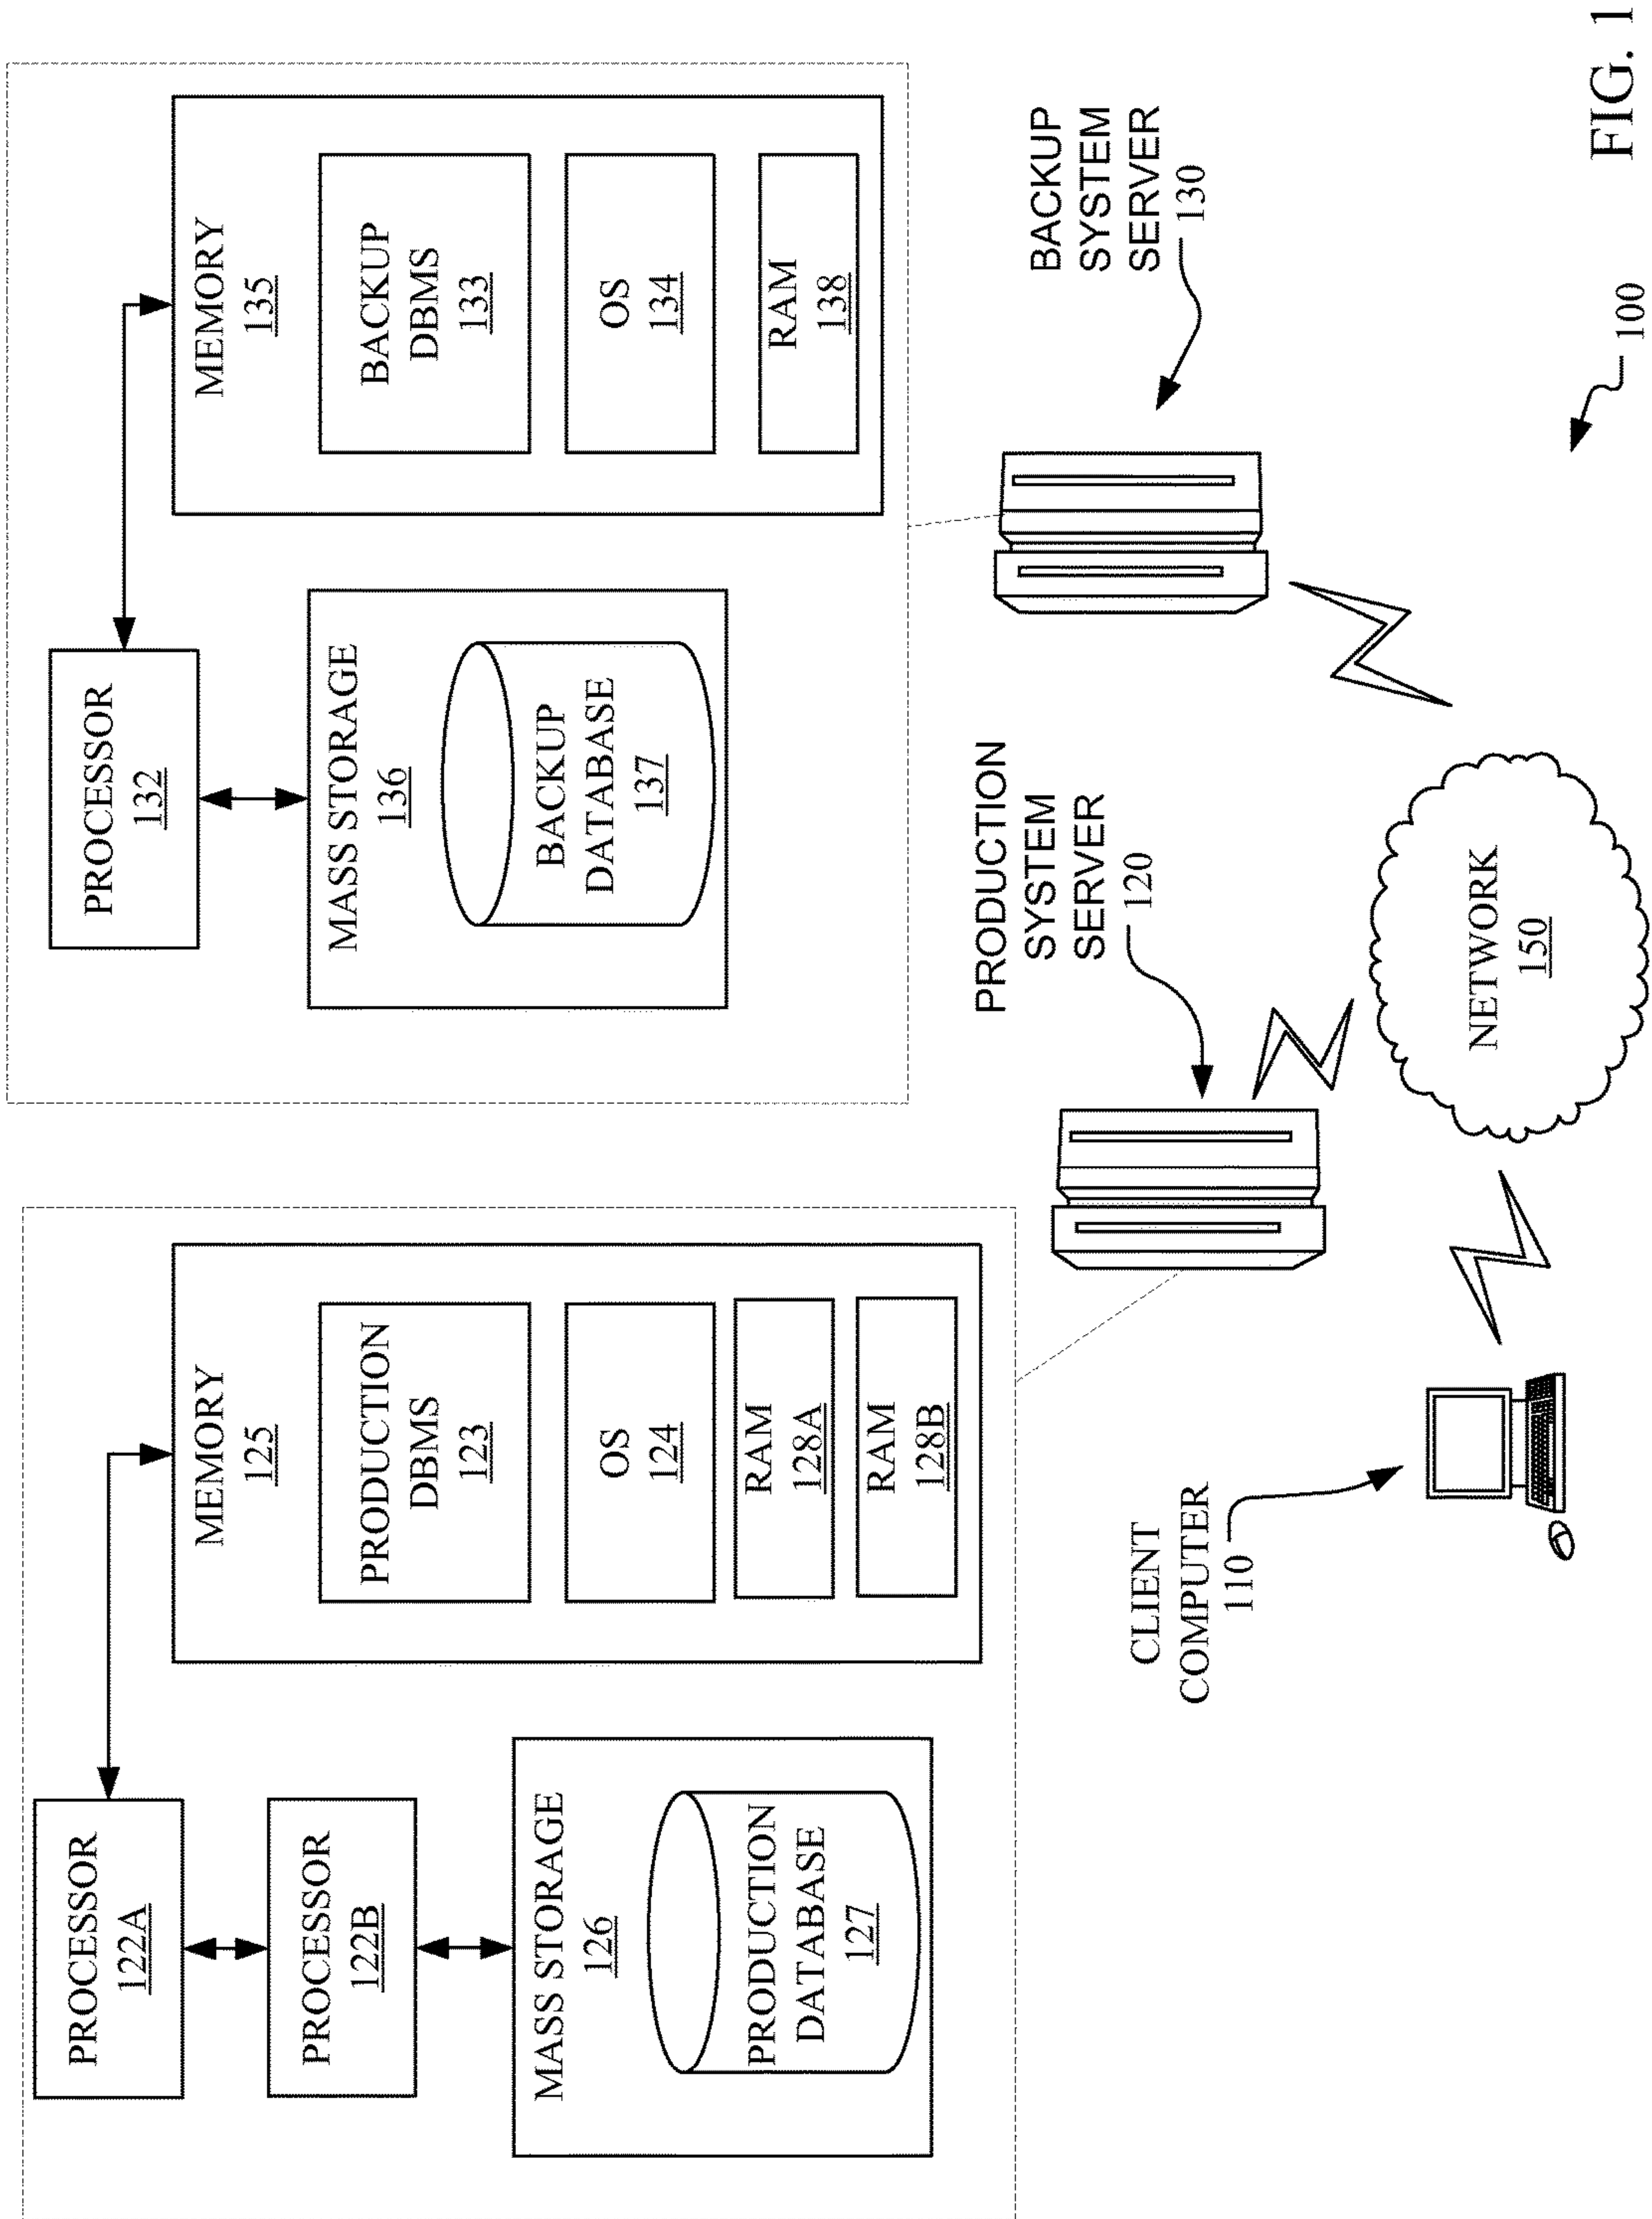 PROCESSOR
122A
PROCESSOR
122B
MASS STORAGE
126
PRODUCTION
DATABASE
127
MEMORY
125
PRODUCTION
DBMS
123
OS
124
RAM
128A
RAM
128B
PROCESSOR
132
MASS STORAGE
136
BACKUP
DATABASE
137
MEMORY
135
BACKUP
DBMS
133
OS
134
RAM
138
CLIENT
COMPUTER
110
PRODUCTION
SYSTEM
SERVER
120
BACKUP
SYSTEM
SERVER
130
NETWORK
150
100
FIG. 1